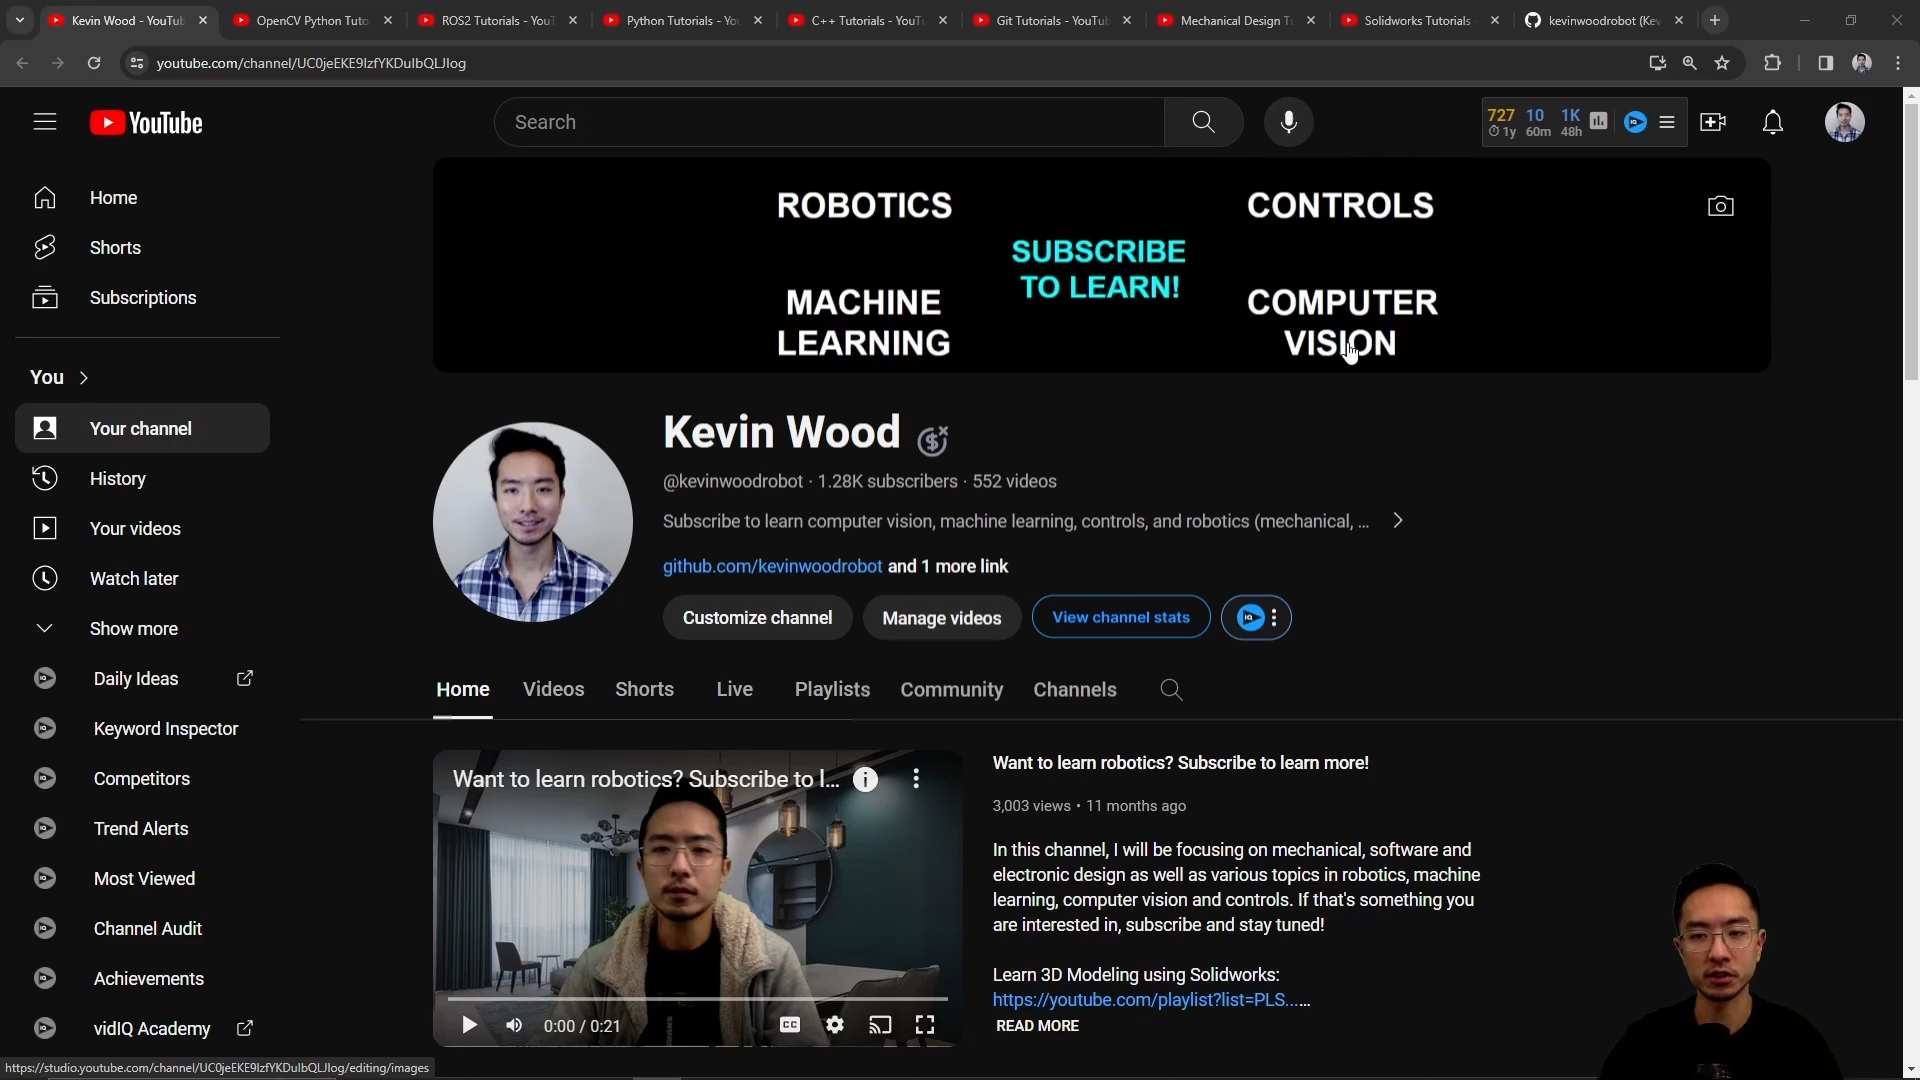 Kevin Wood - YouTub
OpenCV Python Tuto
ROS2 Tutorials - YouT
Python Tutorials - Yo
C++ Tutorials - YouTu
Git Tutorials - YouTub
Mechanical Design T
Solidworks Tutorials -
kevinwoodrobot (Kev
youtube.com/channel/UC0jeEKE9IzfYKDulbQLJlog
YouTube
Search
727 10 1K
1y 60m 48h
Home
Shorts
Subscriptions
You
Your channel
History
Your videos
Watch later
Show more
Daily Ideas
Keyword Inspector
Competitors
Trend Alerts
Most Viewed
Channel Audit
Achievements
vidIQ Academy
ROBOTICS
CONTROLS
SUBSCRIBE
TO LEARN!
MACHINE
LEARNING
COMPUTER
VISION
Kevin Wood
@kevinwoodrobot · 1.28K subscribers · 552 videos
Subscribe to learn computer vision, machine learning, controls, and robotics (mechanical, ...
github.com/kevinwoodrobot and 1 more link
Customize channel
Manage videos
View channel stats
Home
Videos
Shorts
Live
Playlists
Community
Channels
Want to learn robotics? Subscribe to l...
0:00 / 0:21
Want to learn robotics? Subscribe to learn more!
3,003 views • 11 months ago
In this channel, I will be focusing on mechanical, software and
electronic design as well as various topics in robotics, machine
learning, computer vision and controls. If that's something you
are interested in, subscribe and stay tuned!
Learn 3D Modeling using Solidworks:
https://youtube.com/playlist?list=PLS...…
READ MORE
https://studio.youtube.com/channel/UC0jeEKE9IzfYKDulbQLJlog/editing/images